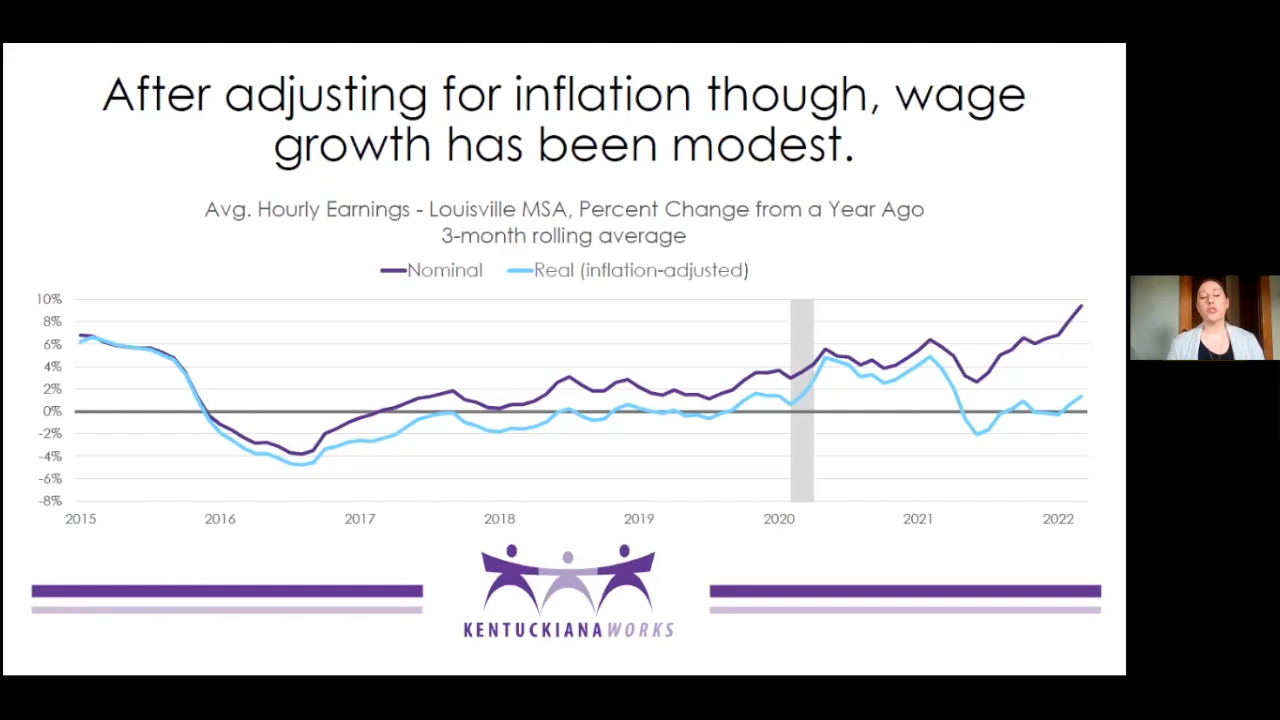 After adjusting for inflation though, wage
growth has been modest.
Avg. Hourly Earnings - Louisville MSA, Percent Change from a Year Ago
3-month rolling average
Nominal Real (inflation-adjusted)
10%
8%
6%
4%
2%
0%
-2%
-4%
-6%
-8%
2015 2016 2017 2018 2019 2020 2021 2022
KENTUCKIANAWORKS